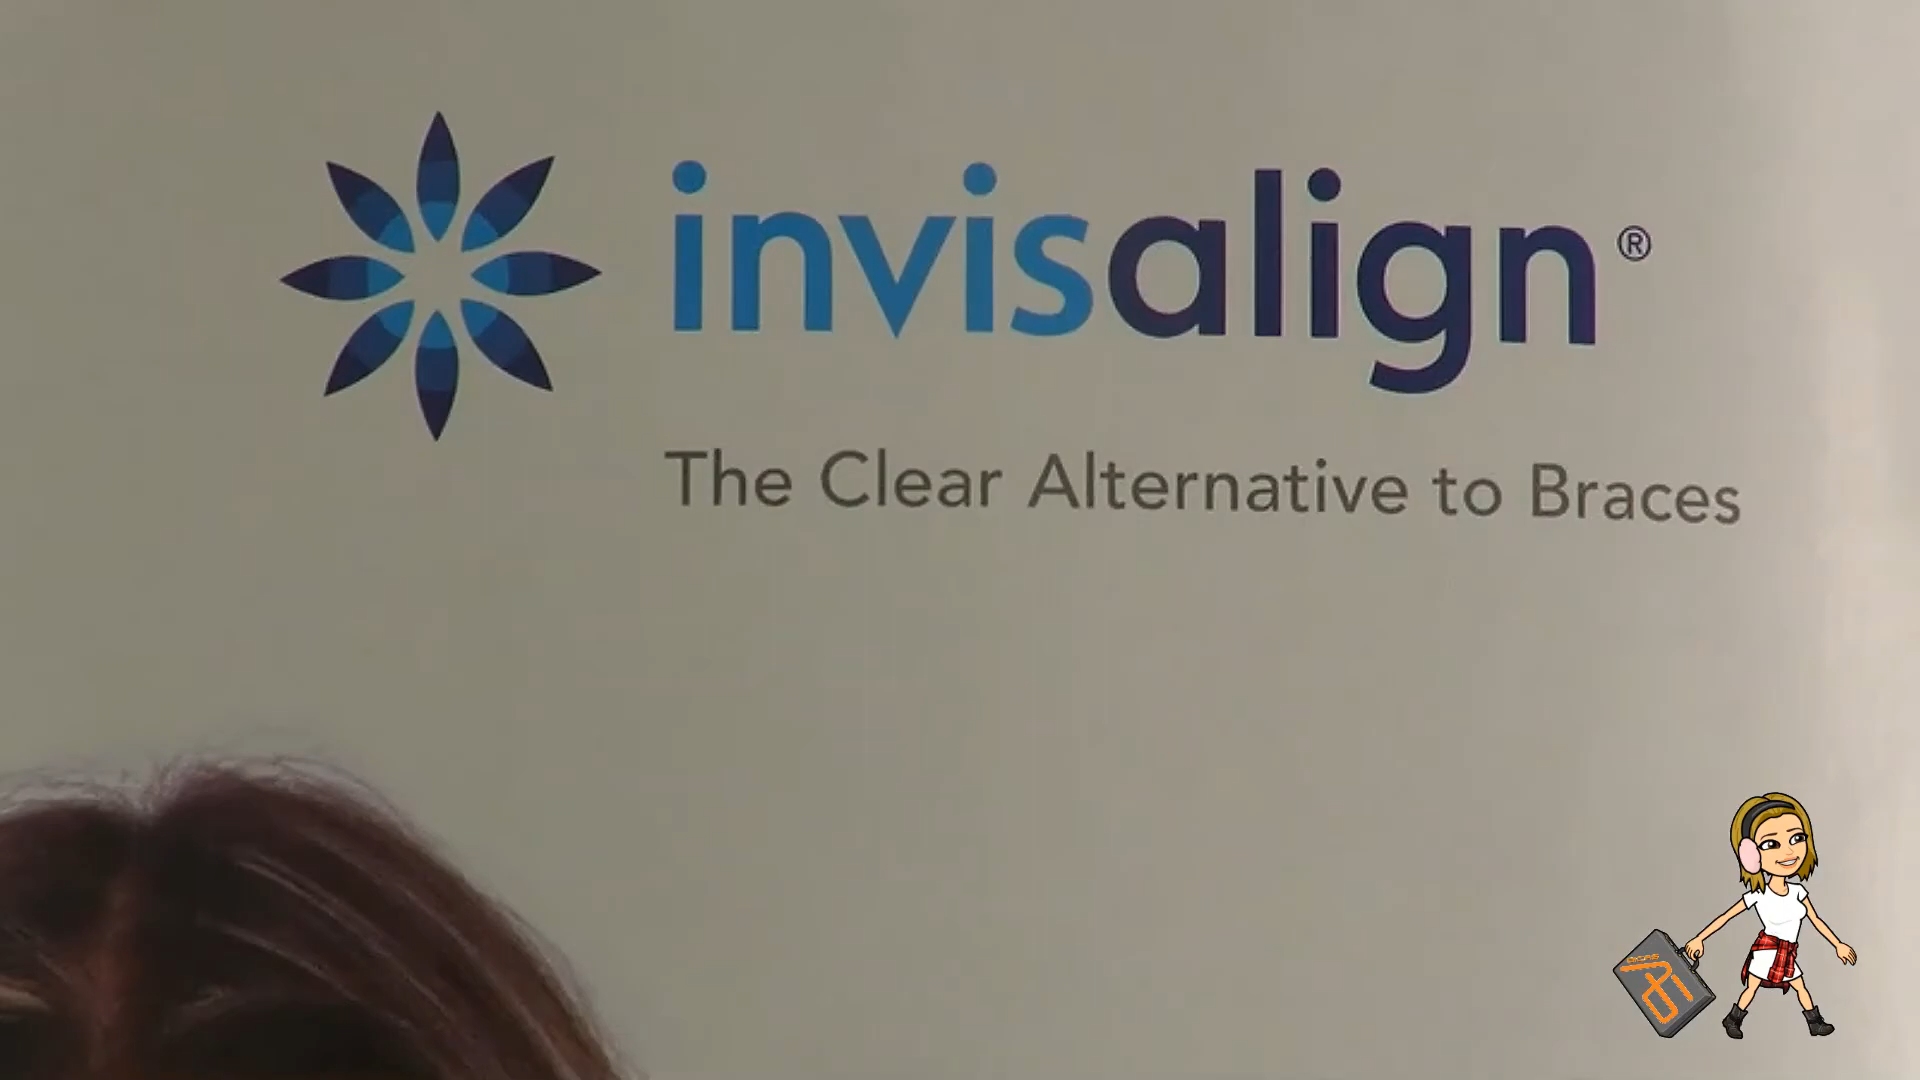 invisalign®
The Clear Alternative to Braces